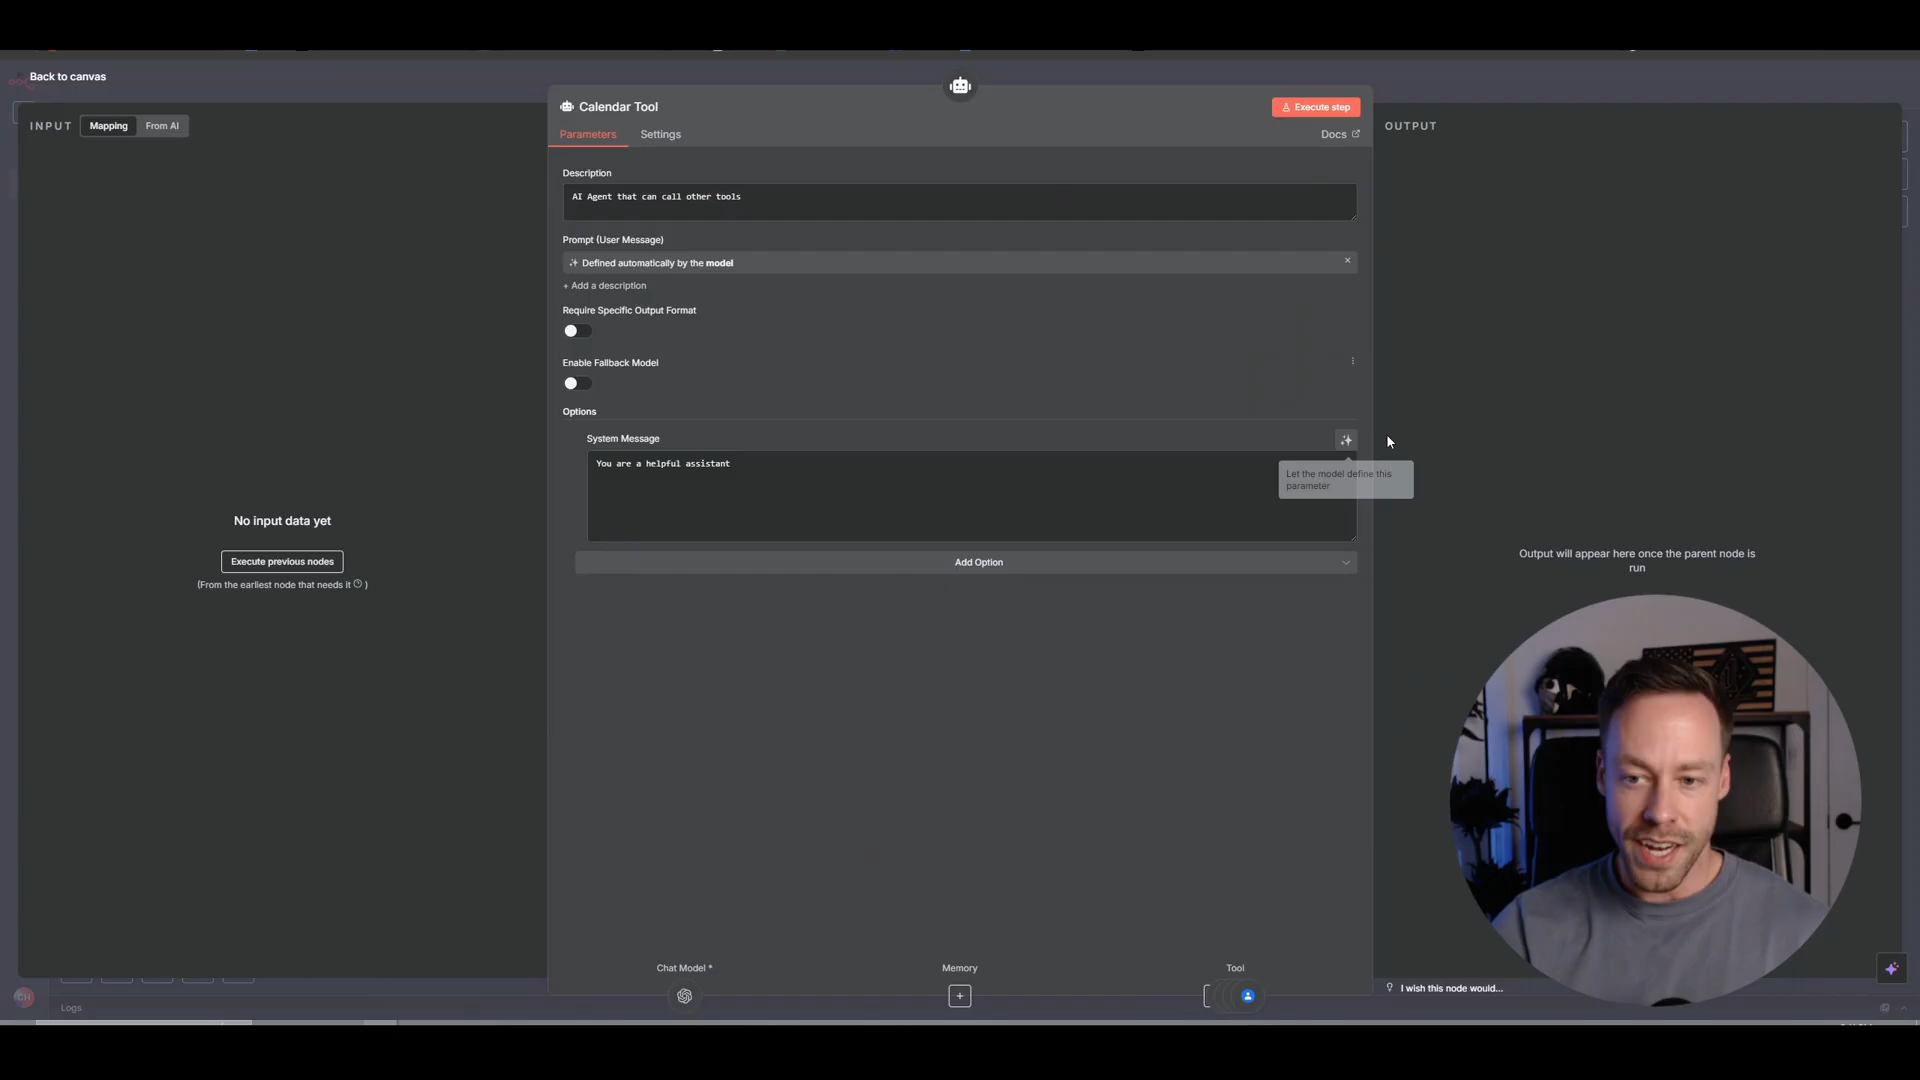 Back to canvas
INPUT
Mapping
From AI
Calendar Tool
Execute step
Parameters
Settings
Docs
OUTPUT
Description
AI Agent that can call other tools
Prompt (User Message)
Defined automatically by the model
+ Add a description
Require Specific Output Format
Enable Fallback Model
Options
System Message
You are a helpful assistant
Let the model define this
parameter
No input data yet
Execute previous nodes
(From the earliest node that needs it ? )
Add Option
Output will appear here once the parent node is
run
Chat Model *
Memory
Tool
I wish this node would...
CH
Logs